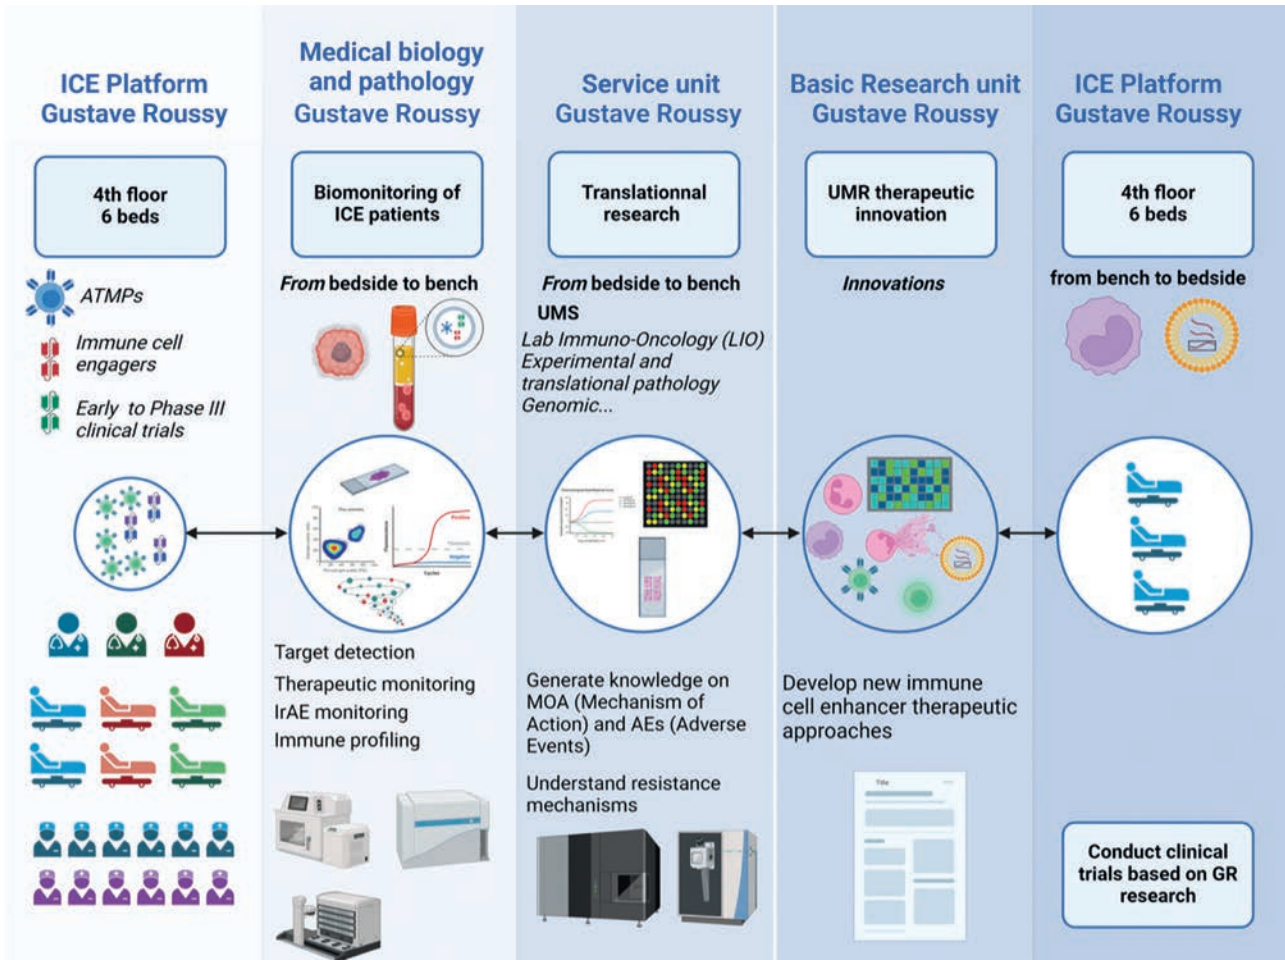 ICE Platform
Gustave Roussy
4th floor
6 beds
ATMPs
Immune cell
engagers
Early to Phase III
clinical trials
Medical biology
and pathology
Gustave Roussy
Biomonitoring of
ICE patients
From bedside to bench
Positive
Negative
Cycles
Target detection
Therapeutic monitoring
IrAE monitoring
Immune profiling
Service unit
Gustave Roussy
Translationnal
research
From bedside to bench
UMS
Lab Immuno-Oncology (LIO)
Experimental and
translational pathology
Genomic...
Generate knowledge on
MOA (Mechanism of
Action) and AEs (Adverse
Events)
Understand resistance
mechanisms
Basic Research unit
Gustave Roussy
UMR therapeutic
innovation
Innovations
Develop new immune
cell enhancer therapeutic
approaches
Title
ICE Platform
Gustave Roussy
4th floor
6 beds
from bench to bedside
Conduct clinical
trials based on GR
research